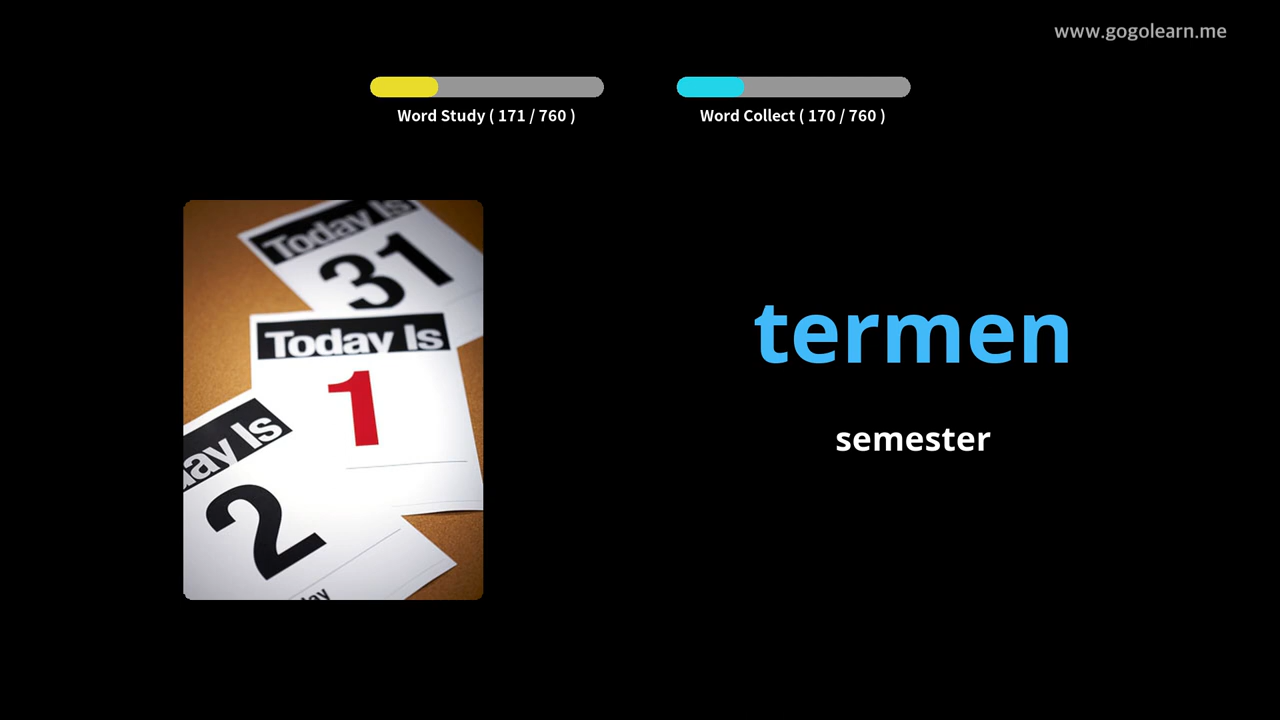 www.gogolearn.me
Word Study ( 171 / 760 )
Word Collect ( 170 / 760 )
Today Is
31
Today Is
1
ay Is
2
termen
semester